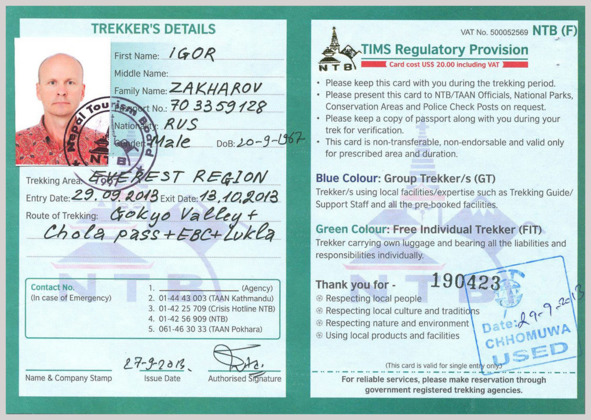 TREKKER'S DETAILS
First Name: IGOR
Middle Name:
Family Name: ZAKHAROV
Passport No.: 70 3359128
Nationality: RUS
Gender: Male DoB: 20-9-1967
Nepal Tourism Board
Trekking Area: EVEREST REGION
Entry Date: 29.09.2013 Exit Date: 13.10.2013
Route of Trekking: Gokyo Valley +
Chola pass + EBC + Lukla
NTB
Contact No.
(In case of Emergency)
1. (Agency)
2. 01-44 43 003 (TAAN Kathmandu)
3. 01-42 25 709 (Crisis Hotline NTB)
4. 01-42 56 909 (NTB)
5. 061-46 30 33 (TAAN Pokhara)
27-9-2013
Name & Company Stamp Issue Date Authorised Signature
VAT No. 500052569 NTB (F)
NTB
TIMS Regulatory Provision
Card cost US$ 20.00 including VAT
• Please keep this card with you during the trekking period.
• Please present this card to NTB/TAAN Officials, National Parks,
Conservation Areas and Police Check Posts on request.
• Please keep a copy of passport along with you during your
trek for verification.
• This card is non-transferable, non-endorsable and valid only
for prescribed area and duration.
Blue Colour: Group Trekker/s (GT)
Trekker/s using local facilities/expertise such as Trekking Guide/
Support Staff and all the pre-booked facilities.
Green Colour: Free Individual Trekker (FIT)
Trekker carrying own luggage and bearing all the liabilities and
responsibilities individually.
Thank you for - 190423
Respecting local people
Respecting local culture and traditions
Respecting nature and environment
Using local products and facilities
NTB
Date: 29-9-2013
CHHOMUWA
USED
(This card is valid for single entry only)
For reliable services, please make reservation through
government registered trekking agencies.